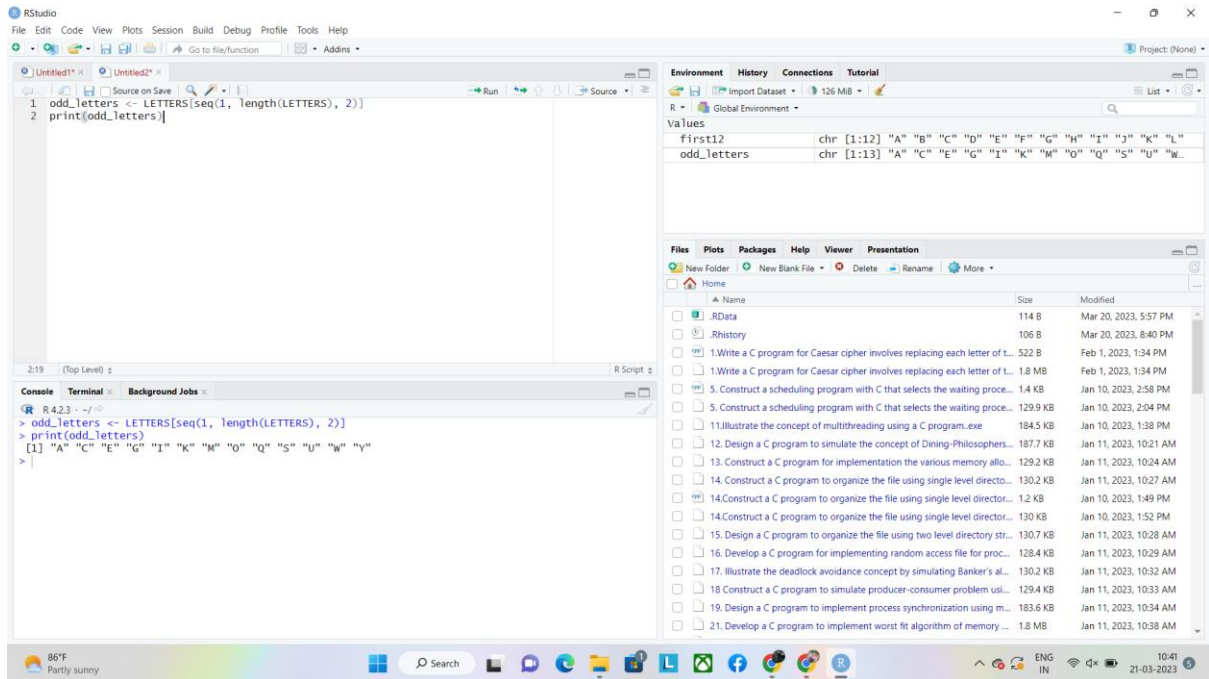 RStudio
File Edit Code View Plots Session Build Debug Profile Tools Help
Go to file/function Addins Project: (None)
Untitled1* Untitled2*
Source on Save Run Source
1 odd_letters <- LETTERS[seq(1, length(LETTERS), 2)]
2 print(odd_letters)
2:19 (Top Level) R Script
Console Terminal Background Jobs
R 4.2.3 · ~/
> odd_letters <- LETTERS[seq(1, length(LETTERS), 2)]
> print(odd_letters)
[1] "A" "C" "E" "G" "I" "K" "M" "O" "Q" "S" "U" "W" "Y"
>
Environment History Connections Tutorial
Import Dataset 126 MiB List
R Global Environment
Values
first12 chr [1:12] "A" "B" "C" "D" "E" "F" "G" "H" "I" "J" "K" "L"
odd_letters chr [1:13] "A" "C" "E" "G" "I" "K" "M" "O" "Q" "S" "U" "W…
Files Plots Packages Help Viewer Presentation
New Folder New Blank File Delete Rename More
Home
Name Size Modified
.RData 114 B Mar 20, 2023, 5:57 PM
.Rhistory 106 B Mar 20, 2023, 8:40 PM
1.Write a C program for Caesar cipher involves replacing each letter of t... 522 B Feb 1, 2023, 1:34 PM
1.Write a C program for Caesar cipher involves replacing each letter of t... 1.8 MB Feb 1, 2023, 1:34 PM
5. Construct a scheduling program with C that selects the waiting proce... 1.4 KB Jan 10, 2023, 2:58 PM
5. Construct a scheduling program with C that selects the waiting proce... 129.9 KB Jan 10, 2023, 2:04 PM
11.Illustrate the concept of multithreading using a C program..exe 184.5 KB Jan 10, 2023, 1:38 PM
12. Design a C program to simulate the concept of Dining-Philosophers... 187.7 KB Jan 11, 2023, 10:21 AM
13. Construct a C program for implementation the various memory allo... 129.2 KB Jan 11, 2023, 10:24 AM
14. Construct a C program to organize the file using single level directo... 130.2 KB Jan 11, 2023, 10:27 AM
14.Construct a C program to organize the file using single level director... 1.2 KB Jan 10, 2023, 1:49 PM
14.Construct a C program to organize the file using single level director... 130 KB Jan 10, 2023, 1:52 PM
15. Design a C program to organize the file using two level directory str... 130.7 KB Jan 11, 2023, 10:28 AM
16. Develop a C program for implementing random access file for proc... 128.4 KB Jan 11, 2023, 10:29 AM
17. Illustrate the deadlock avoidance concept by simulating Banker's al... 130.2 KB Jan 11, 2023, 10:32 AM
18 Construct a C program to simulate producer-consumer problem usi... 129.4 KB Jan 11, 2023, 10:33 AM
19. Design a C program to implement process synchronization using m... 183.6 KB Jan 11, 2023, 10:34 AM
21. Develop a C program to implement worst fit algorithm of memory ... 1.8 MB Jan 11, 2023, 10:38 AM
86°F
Partly sunny
Search
ENG
IN
10:41
21-03-2023
5